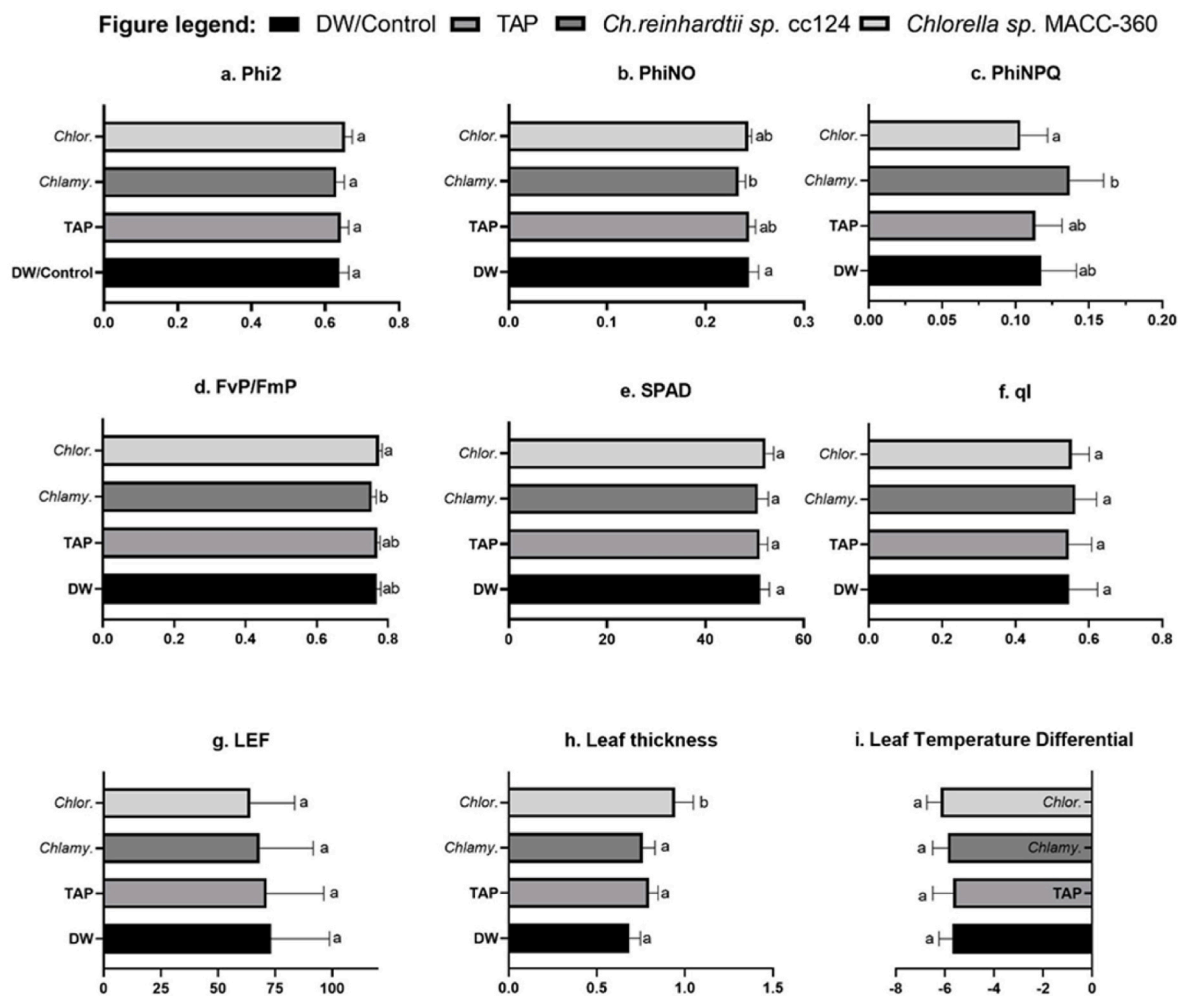 Figure legend: DW/Control TAP Ch.reinhardtii sp. cc124 Chlorella sp. MACC-360
a. Phi2
Chlor. a
Chlamy. a
TAP a
DW/Control a
0.0 0.2 0.4 0.6 0.8
b. PhiNO
Chlor. ab
Chlamy. b
TAP ab
DW a
0.0 0.1 0.2 0.3
c. PhiNPQ
Chlor. a
Chlamy. b
TAP ab
DW ab
0.00 0.05 0.10 0.15 0.20
d. FvP/FmP
Chlor. a
Chlamy. b
TAP ab
DW ab
0.0 0.2 0.4 0.6 0.8
e. SPAD
Chlor. a
Chlamy. a
TAP a
DW a
0 20 40 60
f. ql
Chlor. a
Chlamy. a
TAP a
DW a
0.0 0.2 0.4 0.6 0.8
g. LEF
Chlor. a
Chlamy. a
TAP a
DW a
0 25 50 75 100
h. Leaf thickness
Chlor. b
Chlamy. a
TAP a
DW a
0.0 0.5 1.0 1.5
i. Leaf Temperature Differential
a Chlor.
a Chlamy.
a TAP
a
-8 -6 -4 -2 0